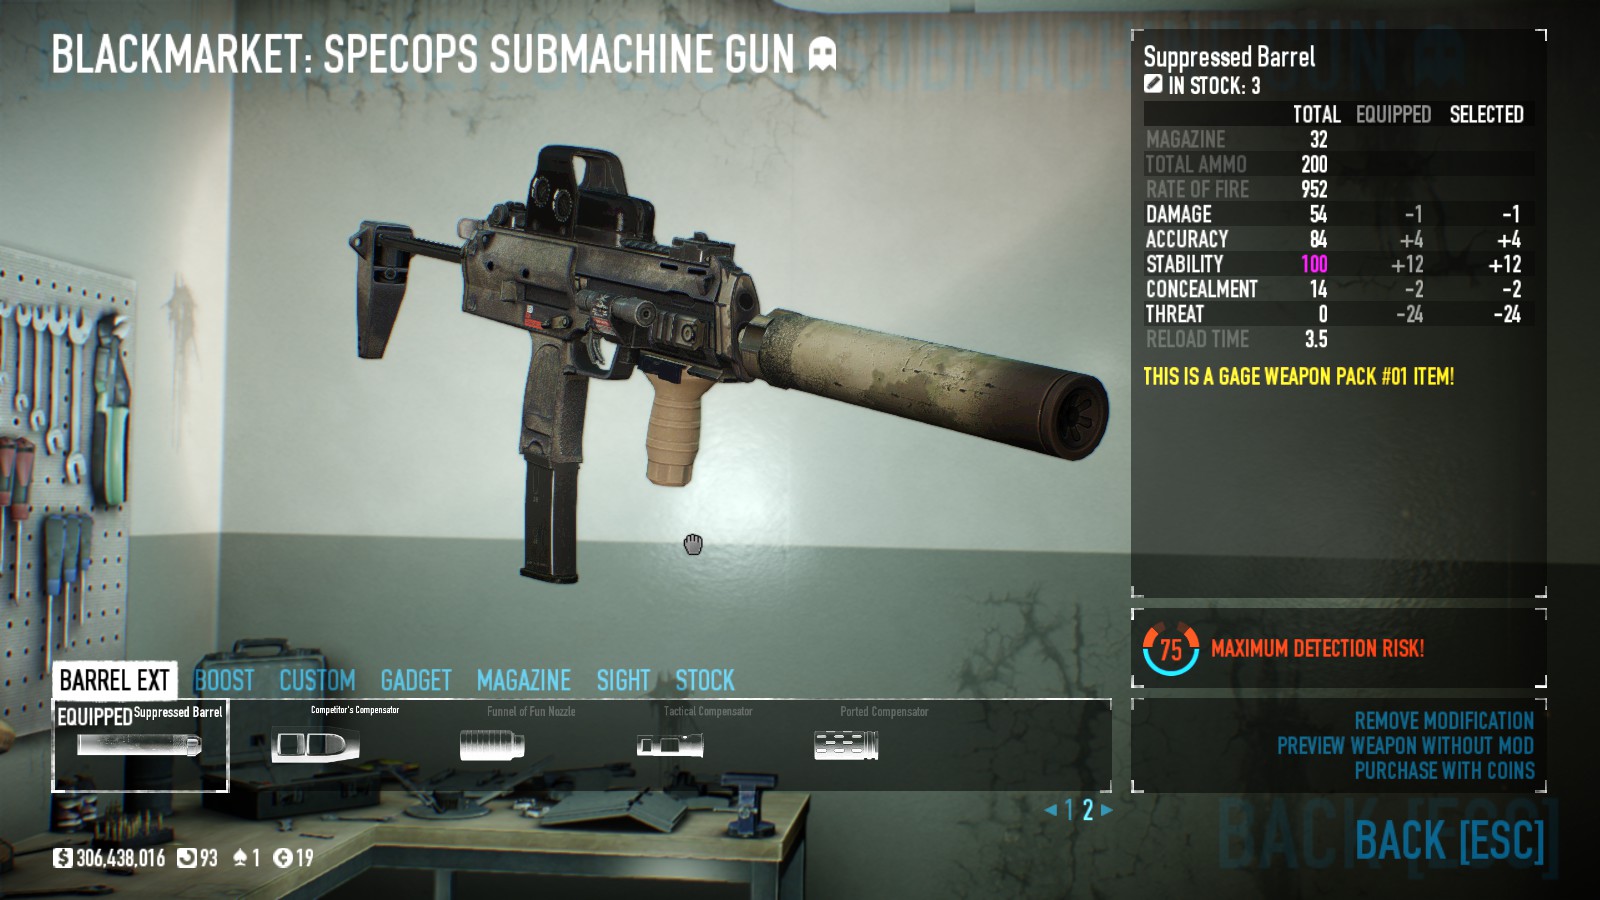 BLACKMARKET: SPECOPS SUBMACHINE GUN
Suppressed Barrel
IN STOCK: 3
TOTAL EQUIPPED SELECTED
MAGAZINE 32
TOTAL AMMO 200
RATE OF FIRE 952
DAMAGE 54 -1 -1
ACCURACY 84 +4 +4
STABILITY 100 +12 +12
CONCEALMENT 14 -2 -2
THREAT 0 -24 -24
RELOAD TIME 3.5
THIS IS A GAGE WEAPON PACK #01 ITEM!
75 MAXIMUM DETECTION RISK!
BARREL EXT BOOST CUSTOM GADGET MAGAZINE SIGHT STOCK
EQUIPPED Suppressed Barrel
Competitor's Compensator
Funnel of Fun Nozzle
Tactical Compensator
Ported Compensator
1 2
REMOVE MODIFICATION
PREVIEW WEAPON WITHOUT MOD
PURCHASE WITH COINS
BACK [ESC]
306,438,016 93 1 19